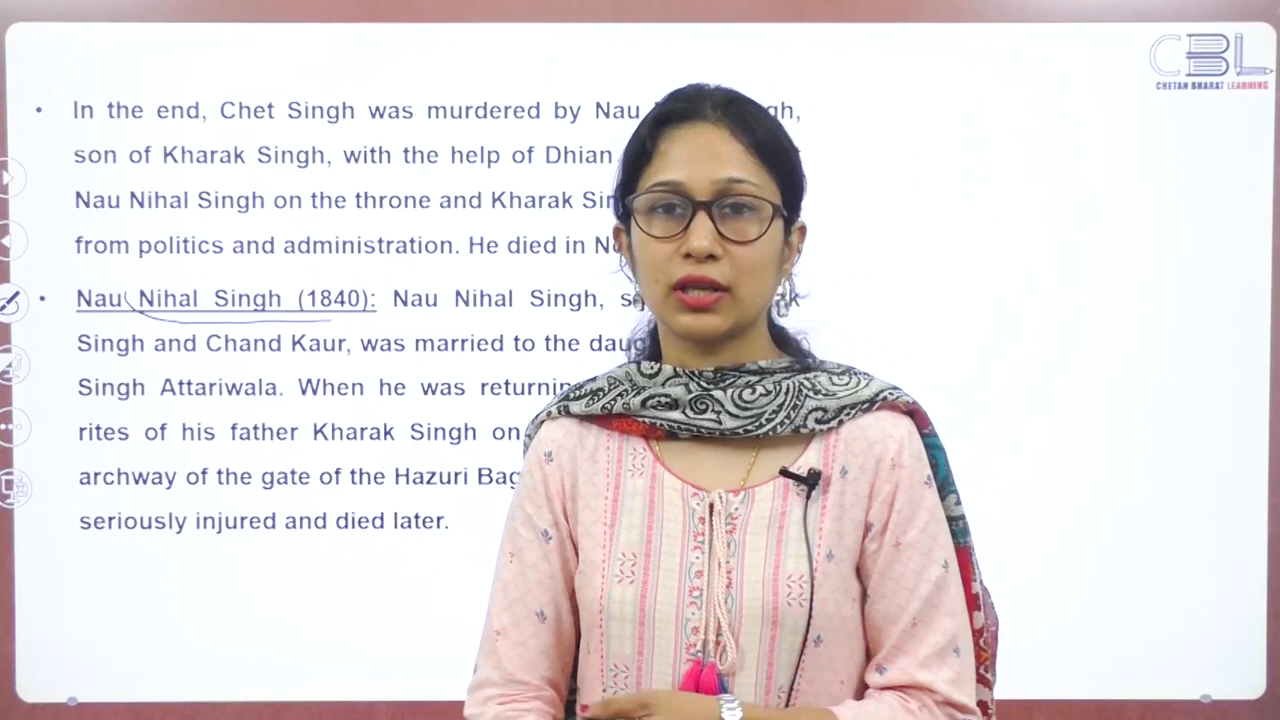 CBL
CHETAN BHARAT LEARNING
• In the end, Chet Singh was murdered by Nau
son of Kharak Singh, with the help of Dhian
Nau Nihal Singh on the throne and Kharak
from politics and administration. He died in
• Nau Nihal Singh (1840): Nau Nihal Singh,
Singh and Chand Kaur, was married to the
Singh Attariwala. When he was
rites of his father Kharak Singh on
archway of the gate of the Hazuri
seriously injured and died later.